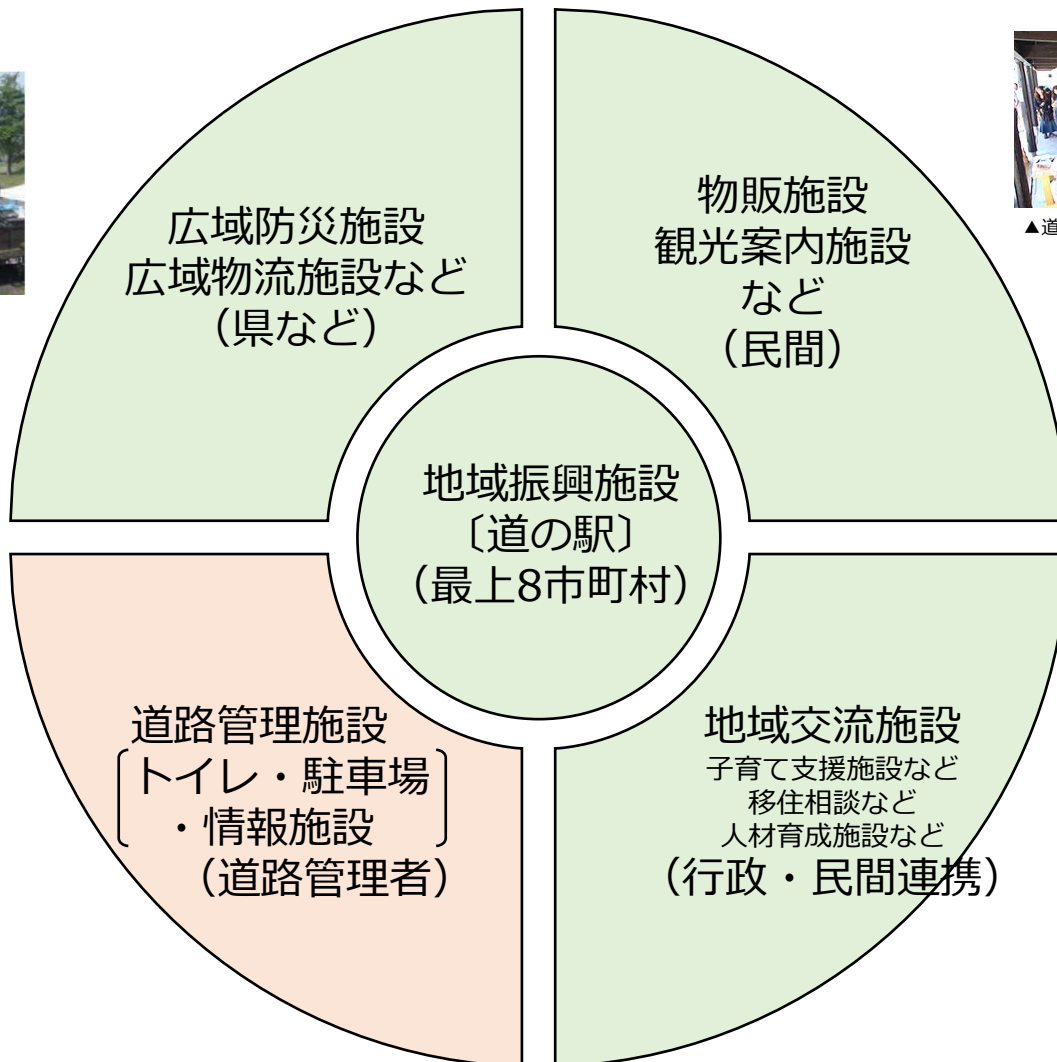 広域防災施設
広域物流施設など
（県など）
物販施設
観光案内施設
など
（民間）
▲道
地域振興施設
〔道の駅〕
（最上8市町村）
道路管理施設
トイレ・駐車場
・情報施設
（道路管理者）
地域交流施設
子育て支援施設など
移住相談など
人材育成施設など
（行政・民間連携）